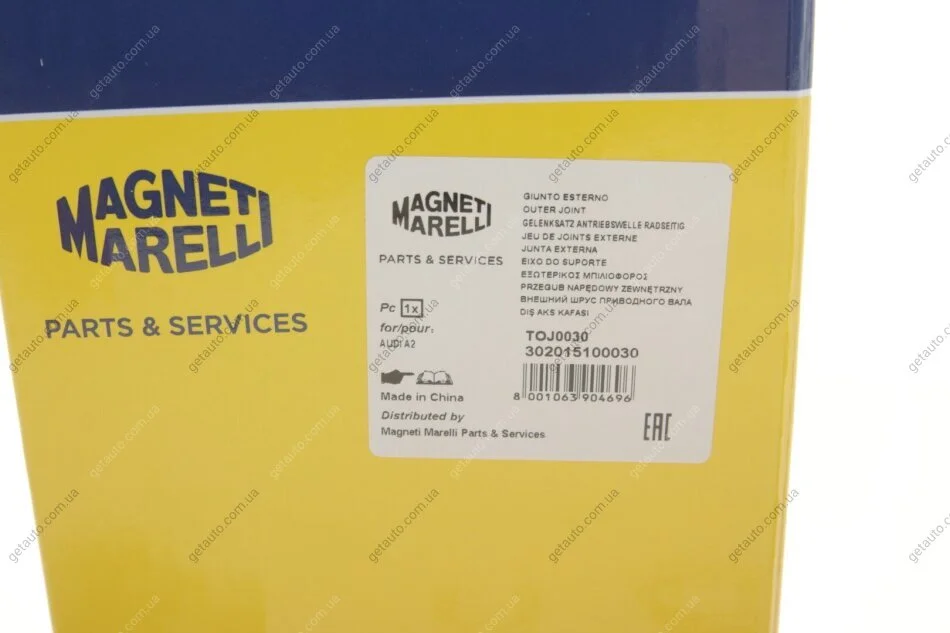 MAGNETI
MARELLI
PARTS & SERVICES
MAGNETI
MARELLI
PARTS & SERVICES
Pc 1x
for/pour:
AUDI A2
Made in China
Distributed by
Magneti Marelli Parts & Services
GIUNTO ESTERNO
OUTER JOINT
GELENKSATZ ANTRIEBSWELLE RADSEITIG
JEU DE JOINTS EXTERNE
JUNTA EXTERNA
EIXO DO SUPORTE
ΕΞΩΤΕΡΙΚΟΣ ΜΠΙΛΙΟΦΟΡΟΣ
PRZEGUB NAPĘDOWY ZEWNĘTRZNY
ВНЕШНИЙ ШРУС ПРИВОДНОГО ВАЛА
DIŞ AKS KAFASI
TOJ0030
302015100030
8 001063 904696
EAC
getauto.com.ua